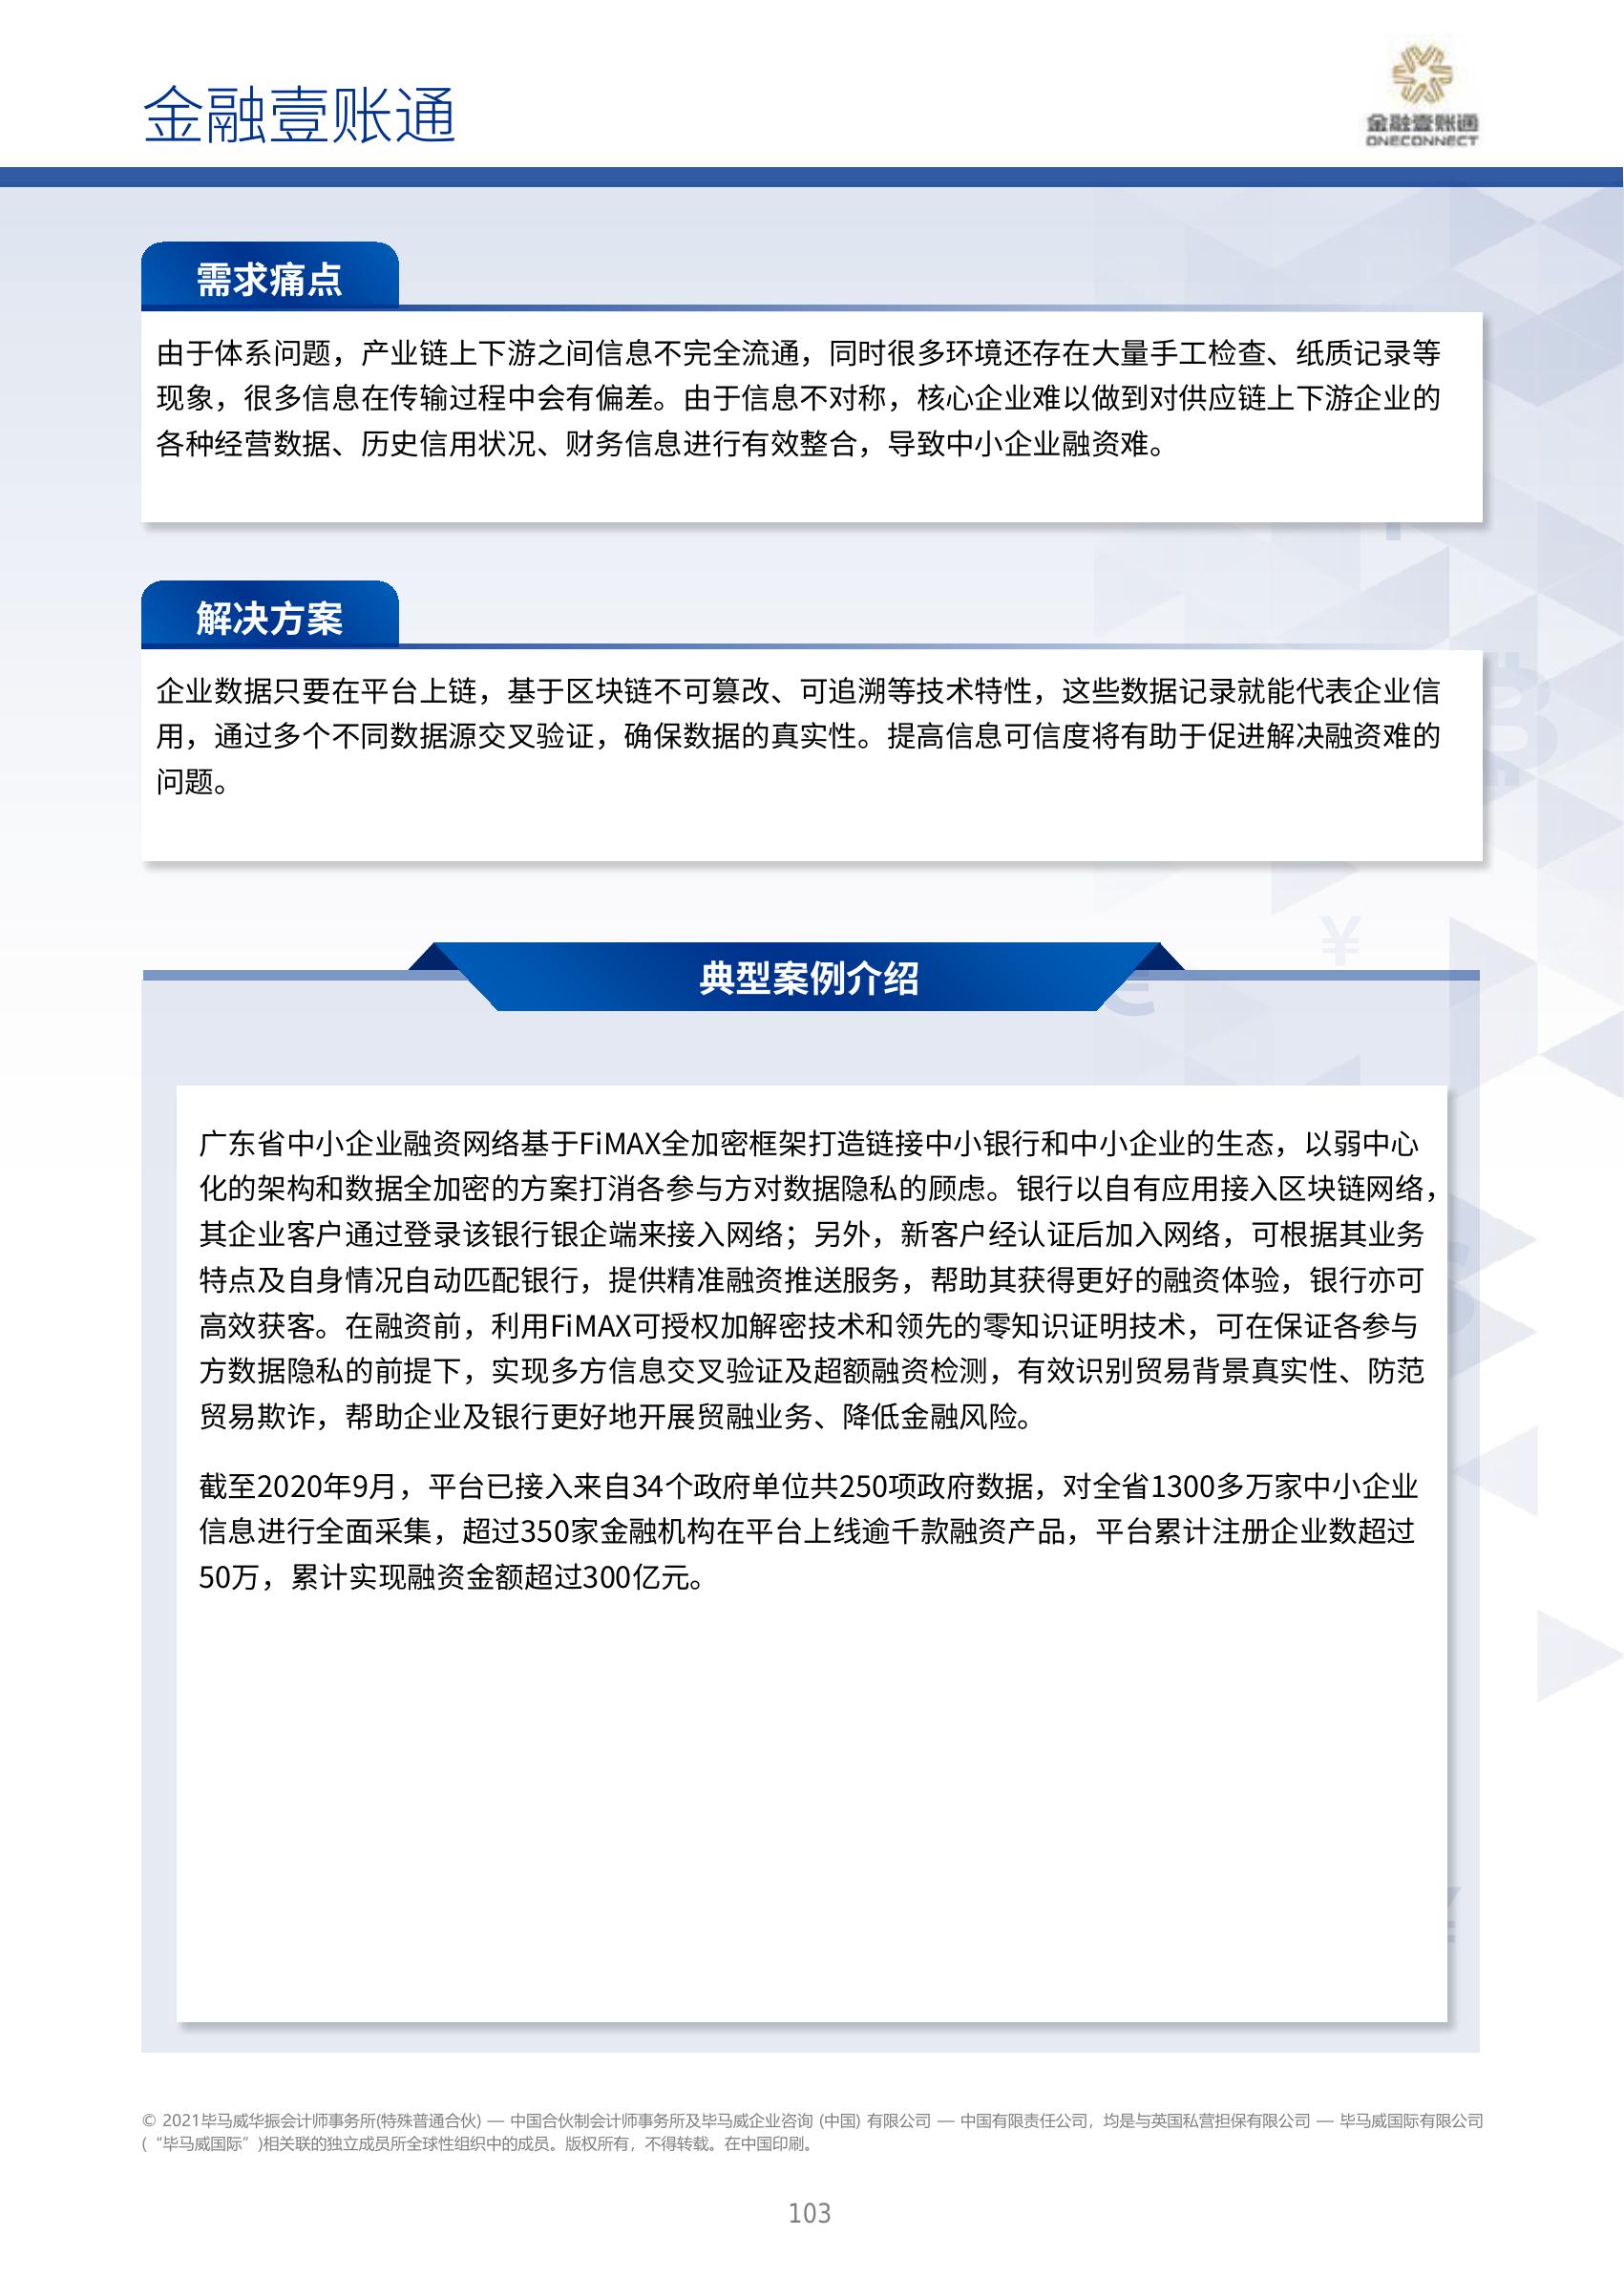 金融壹账通
金融壹账通
ONECONNECT
需求痛点
由于体系问题，产业链上下游之间信息不完全流通，同时很多环境还存在大量手工检查、纸质记录等
现象，很多信息在传输过程中会有偏差。由于信息不对称，核心企业难以做到对供应链上下游企业的
各种经营数据、历史信用状况、财务信息进行有效整合，导致中小企业融资难。
解决方案
企业数据只要在平台上链，基于区块链不可篡改、可追溯等技术特性，这些数据记录就能代表企业信
用，通过多个不同数据源交叉验证，确保数据的真实性。提高信息可信度将有助于促进解决融资难的
问题。
典型案例介绍
广东省中小企业融资网络基于FiMAX全加密框架打造链接中小银行和中小企业的生态，以弱中心
化的架构和数据全加密的方案打消各参与方对数据隐私的顾虑。银行以自有应用接入区块链网络，
其企业客户通过登录该银行银企端来接入网络；另外，新客户经认证后加入网络，可根据其业务
特点及自身情况自动匹配银行，提供精准融资推送服务，帮助其获得更好的融资体验，银行亦可
高效获客。在融资前，利用FiMAX可授权加解密技术和领先的零知识证明技术，可在保证各参与
方数据隐私的前提下，实现多方信息交叉验证及超额融资检测，有效识别贸易背景真实性、防范
贸易欺诈，帮助企业及银行更好地开展贸融业务、降低金融风险。
截至2020年9月，平台已接入来自34个政府单位共250项政府数据，对全省1300多万家中小企业
信息进行全面采集，超过350家金融机构在平台上线逾千款融资产品，平台累计注册企业数超过
50万，累计实现融资金额超过300亿元。
© 2021毕马威华振会计师事务所(特殊普通合伙) — 中国合伙制会计师事务所及毕马威企业咨询 (中国) 有限公司 — 中国有限责任公司，均是与英国私营担保有限公司 — 毕马威国际有限公司
(“毕马威国际”)相关联的独立成员所全球性组织中的成员。版权所有，不得转载。在中国印刷。
103